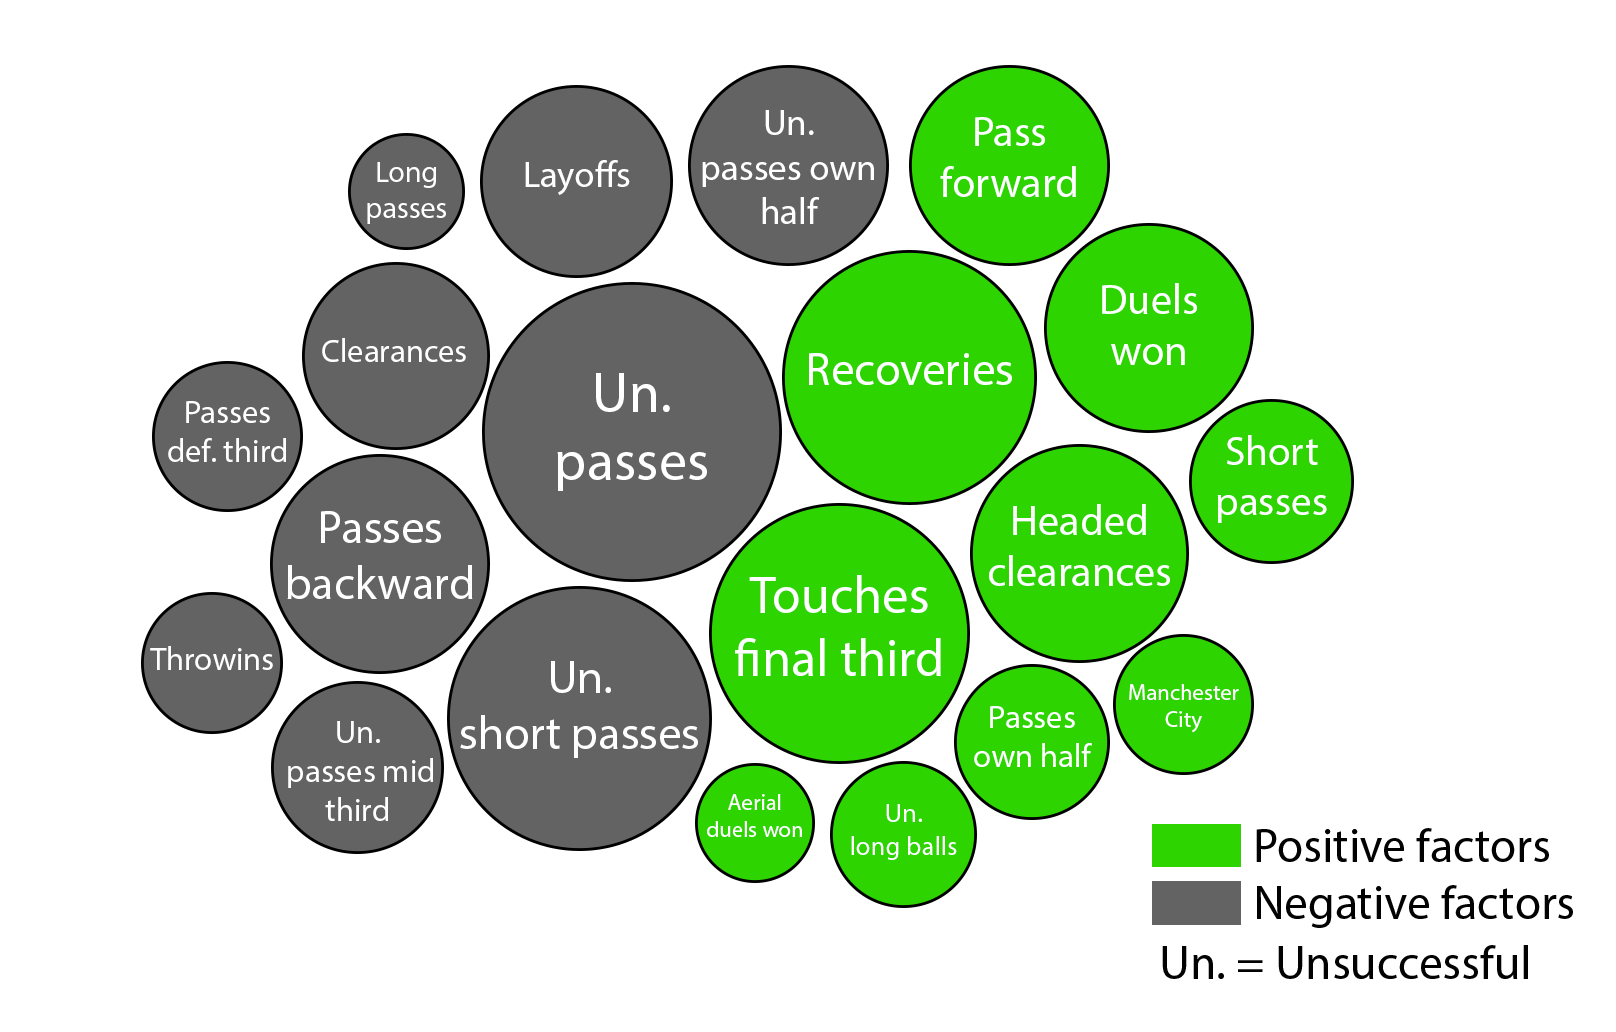 Long
passes
Layoffs
Un.
passes own
half
Pass
forward
Clearances
Un.
passes
Recoveries
Duels
won
Passes
def. third
Short
passes
Passes
backward
Headed
clearances
Touches
final third
Throwins
Un.
short passes
Un.
passes mid
third
Passes
own half
Manchester
City
Aerial
duels won
Un.
long balls
Positive factors
Negative factors
Un. = Unsuccessful